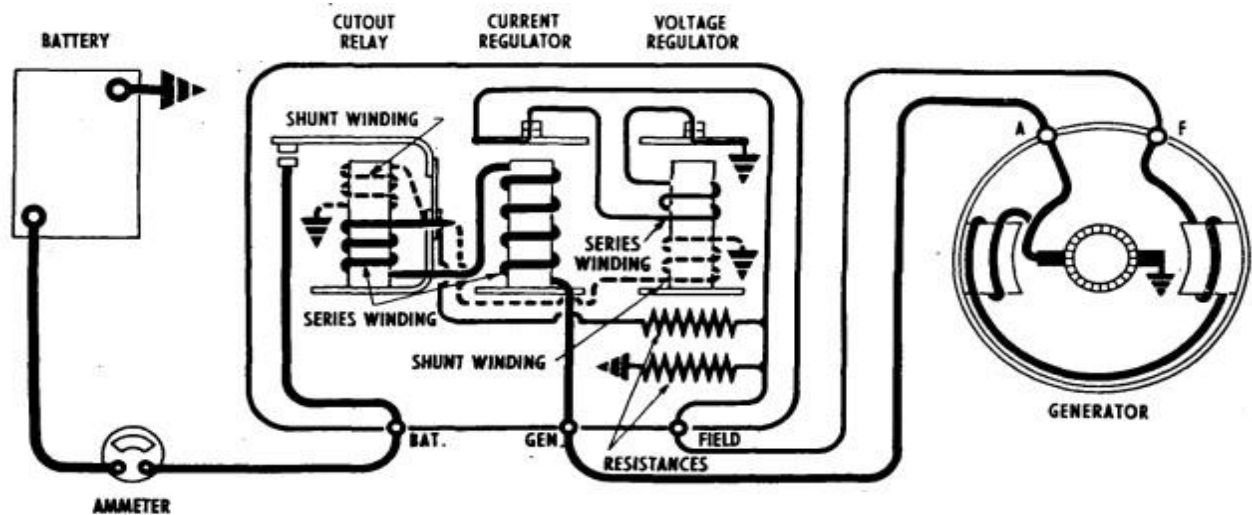 BATTERY
CUTOUT
RELAY
CURRENT
REGULATOR
VOLTAGE
REGULATOR
SHUNT WINDING
A
F
SERIES
WINDING
SERIES WINDING
SHUNT WINDING
GENERATOR
BAT.
GEN.
FIELD
RESISTANCES
AMMETER